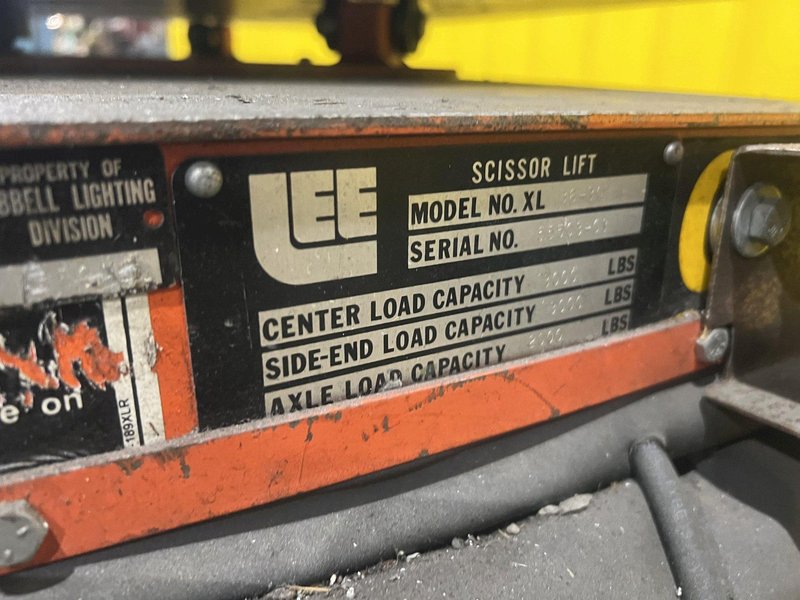 PROPERTY OF
BBELL LIGHTING
DIVISION
LEE
SCISSOR LIFT
MODEL NO. XL
SERIAL NO.
CENTER LOAD CAPACITY LBS
SIDE-END LOAD CAPACITY LBS
AXLE LOAD CAPACITY LBS
e on
-189XLR